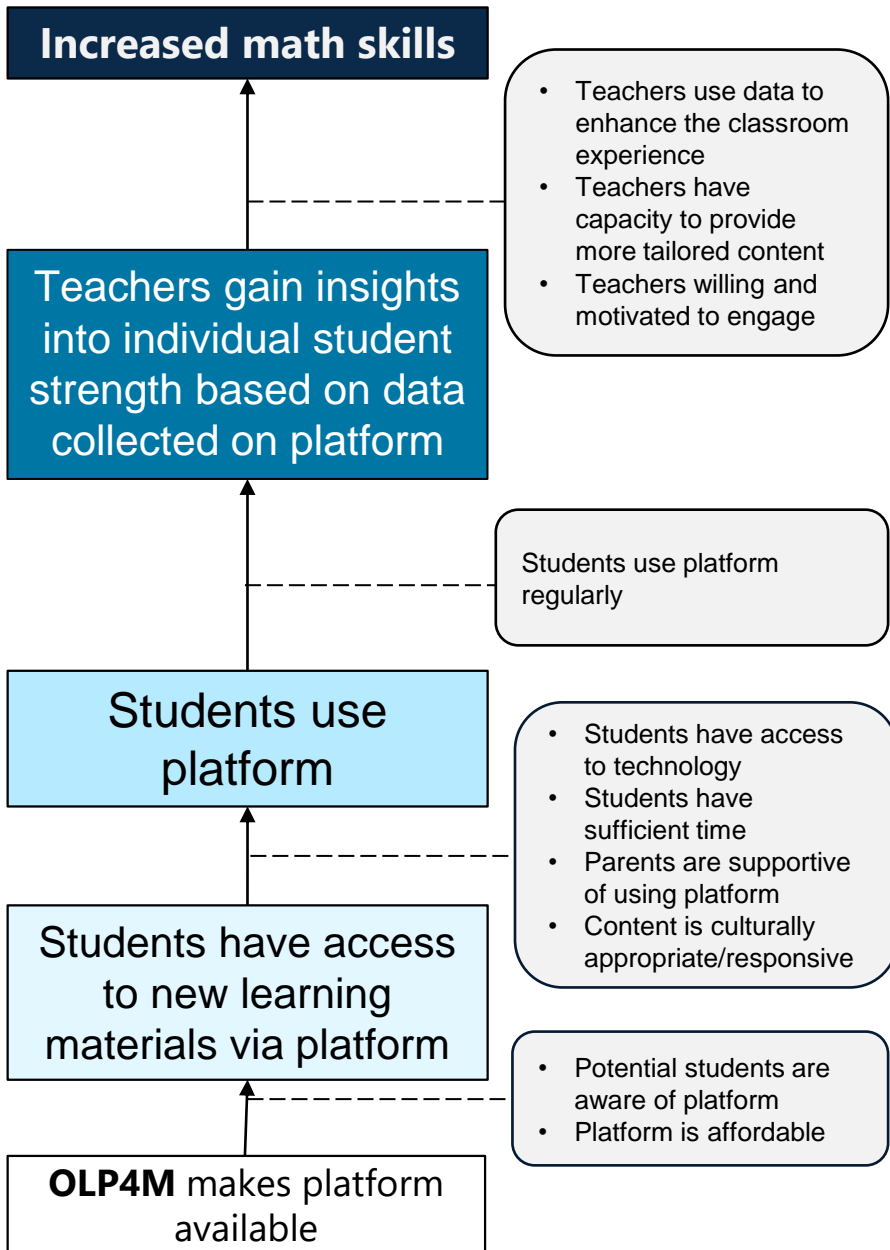 Increased math skills
• Teachers use data to
enhance the classroom
experience
• Teachers have
capacity to provide
more tailored content
• Teachers willing and
motivated to engage
Teachers gain insights
into individual student
strength based on data
collected on platform
Students use platform
regularly
Students use
platform
• Students have access
to technology
• Students have
sufficient time
• Parents are supportive
of using platform
• Content is culturally
appropriate/responsive
Students have access
to new learning
materials via platform
• Potential students are
aware of platform
• Platform is affordable
OLP4M makes platform
available